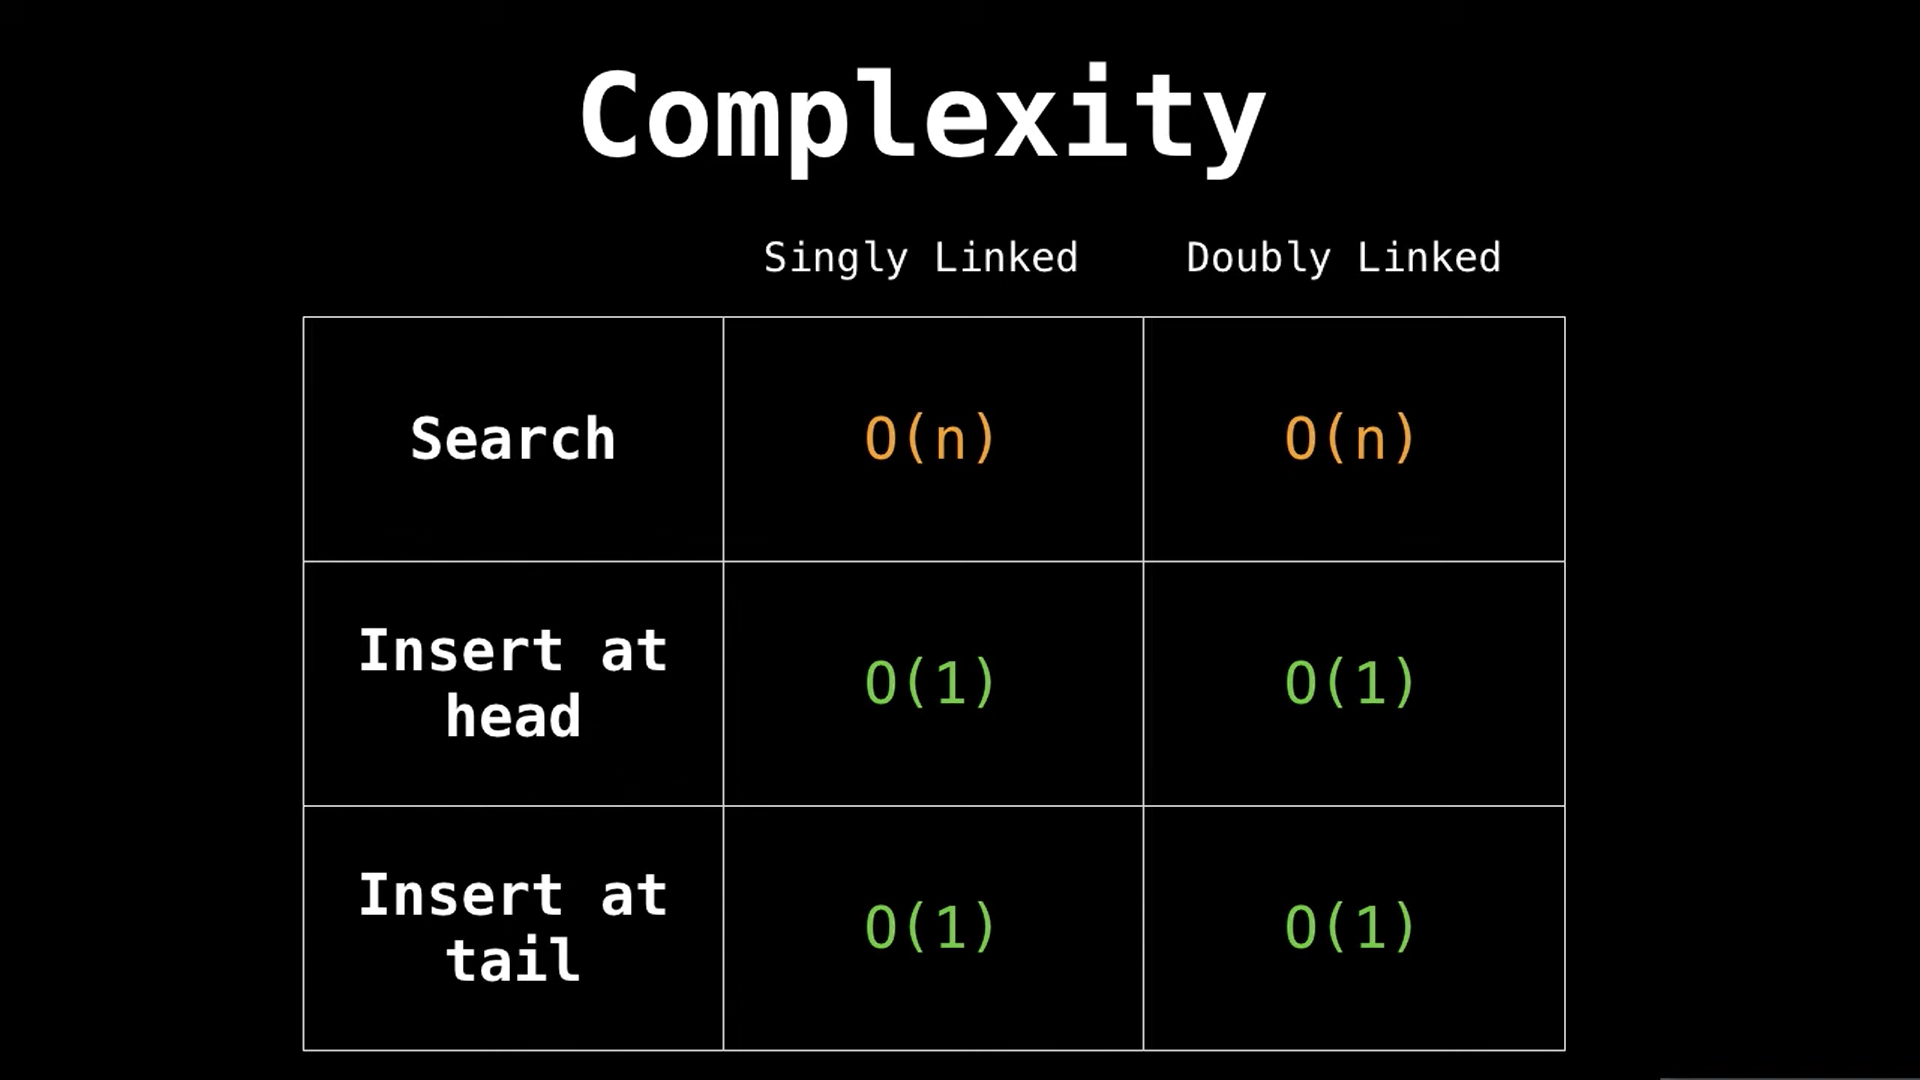 Complexity
Singly Linked Doubly Linked
Search O(n) O(n)
Insert at
head O(1) O(1)
Insert at
tail O(1) O(1)